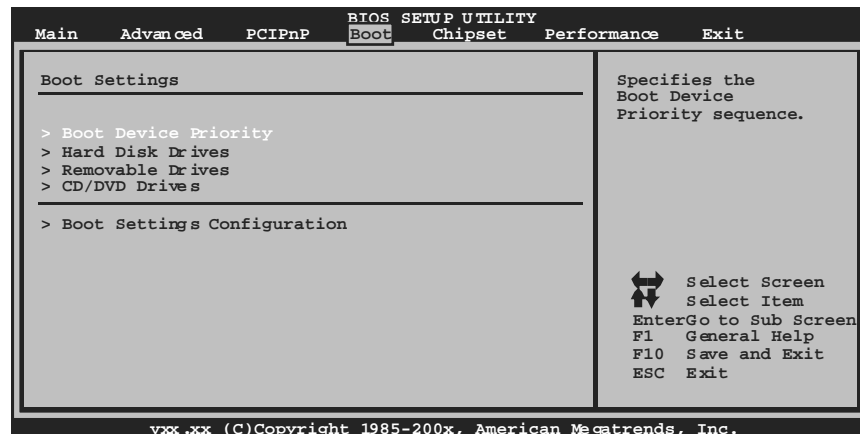 BIOS SETUP UTILITY
Main Advanced PCIPnP Boot Chipset Performance Exit
Boot Settings
> Boot Device Priority
> Hard Disk Drives
> Removable Drives
> CD/DVD Drives
> Boot Settings Configuration
Specifies the
Boot Device
Priority sequence.
Select Screen
Select Item
EnterGo to Sub Screen
F1 General Help
F10 Save and Exit
ESC Exit
vxx.xx (C)Copyright 1985-200x, American Megatrends, Inc.